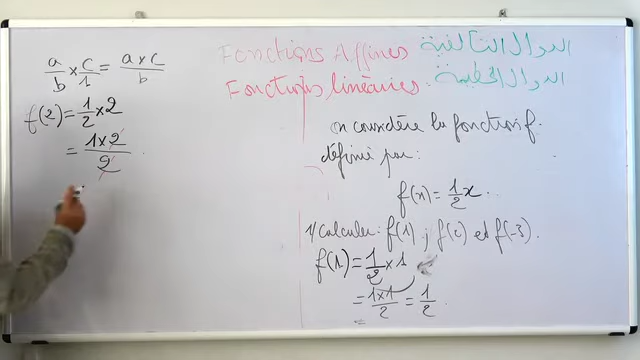 Fonctions Affines الدوال التآلفية
Fonctions linéaires الدوال الخطية
a/b × c/1 = a×c/b
f(2) = 1/2 × 2
= 1×2/2
=
on considère la fonction f
définie par:
f(x) = 1/2 x
1/ Calculer: f(1) ; f(2) et f(-3).
f(1) = 1/2 × 1
= 1×1/2 = 1/2.
=